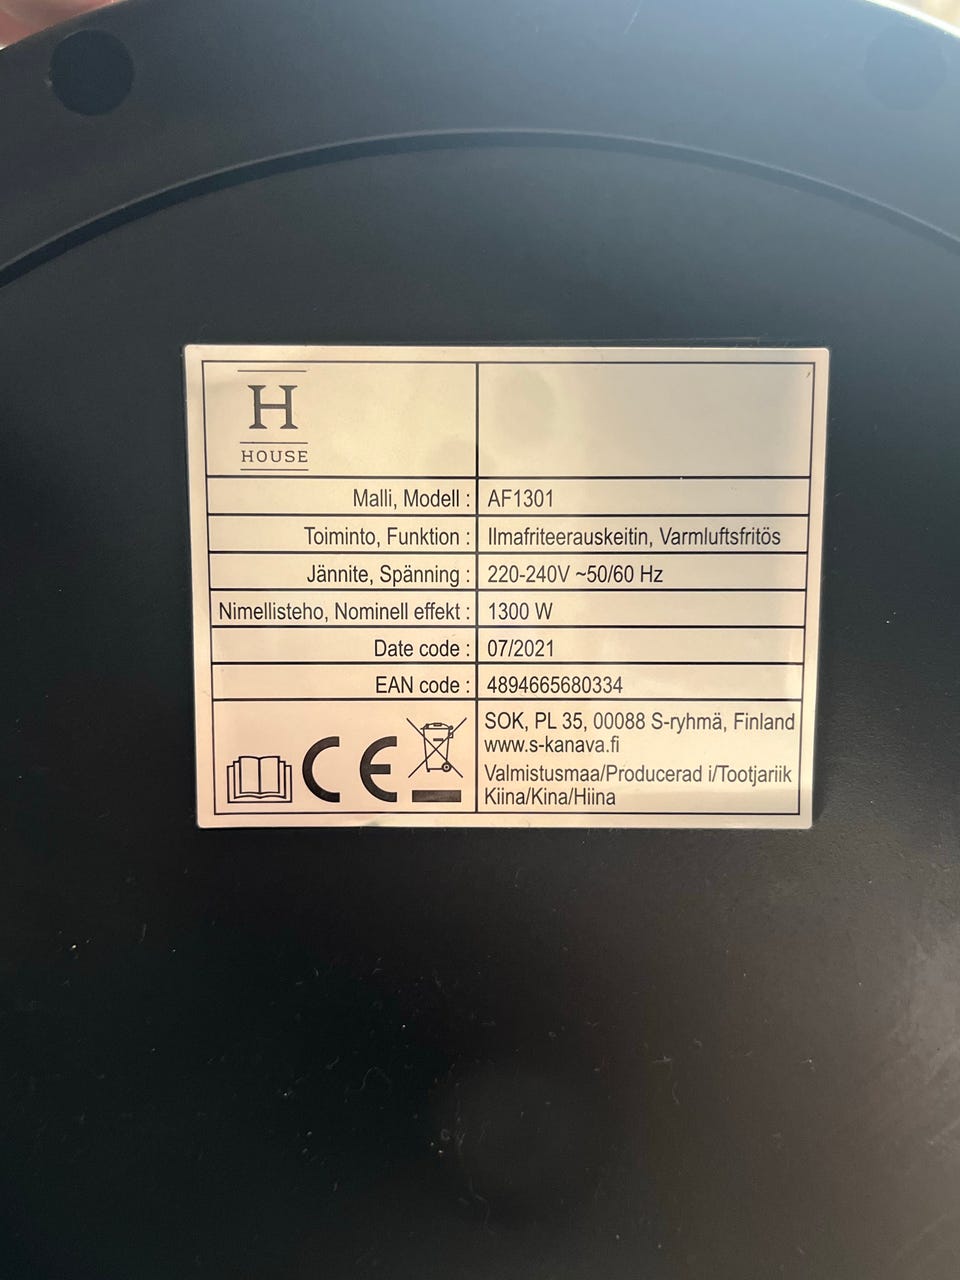 H
HOUSE
Malli, Modell : AF1301
Toiminto, Funktion : Ilmafriteerauskeitin, Varmluftsfritös
Jännite, Spänning : 220-240V ~50/60 Hz
Nimellisteho, Nominell effekt : 1300 W
Date code : 07/2021
EAN code : 4894665680334
CE
SOK, PL 35, 00088 S-ryhmä, Finland
www.s-kanava.fi
Valmistusmaa/Producerad i/Tootjariik
Kiina/Kina/Hiina